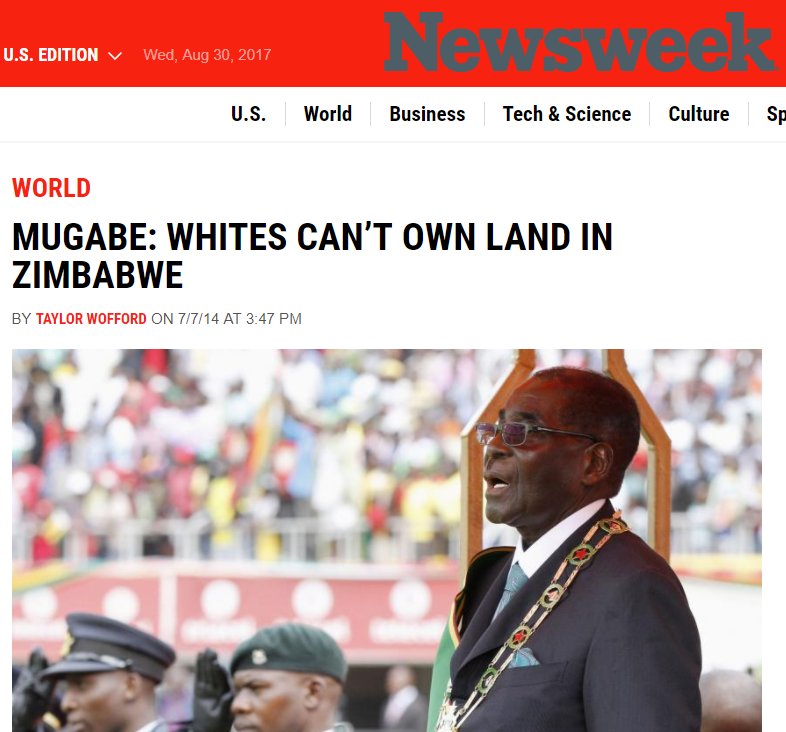 Newsweek
U.S. EDITION Wed, Aug 30, 2017
U.S. World Business Tech & Science Culture Sp
WORLD
MUGABE: WHITES CAN'T OWN LAND IN
ZIMBABWE
BY TAYLOR WOFFORD ON 7/7/14 AT 3:47 PM